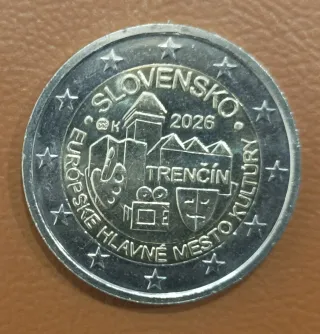 SLOVENSKO
2026
TRENČÍN
EURÓPSKE HLAVNÉ MESTO KULTÚRY